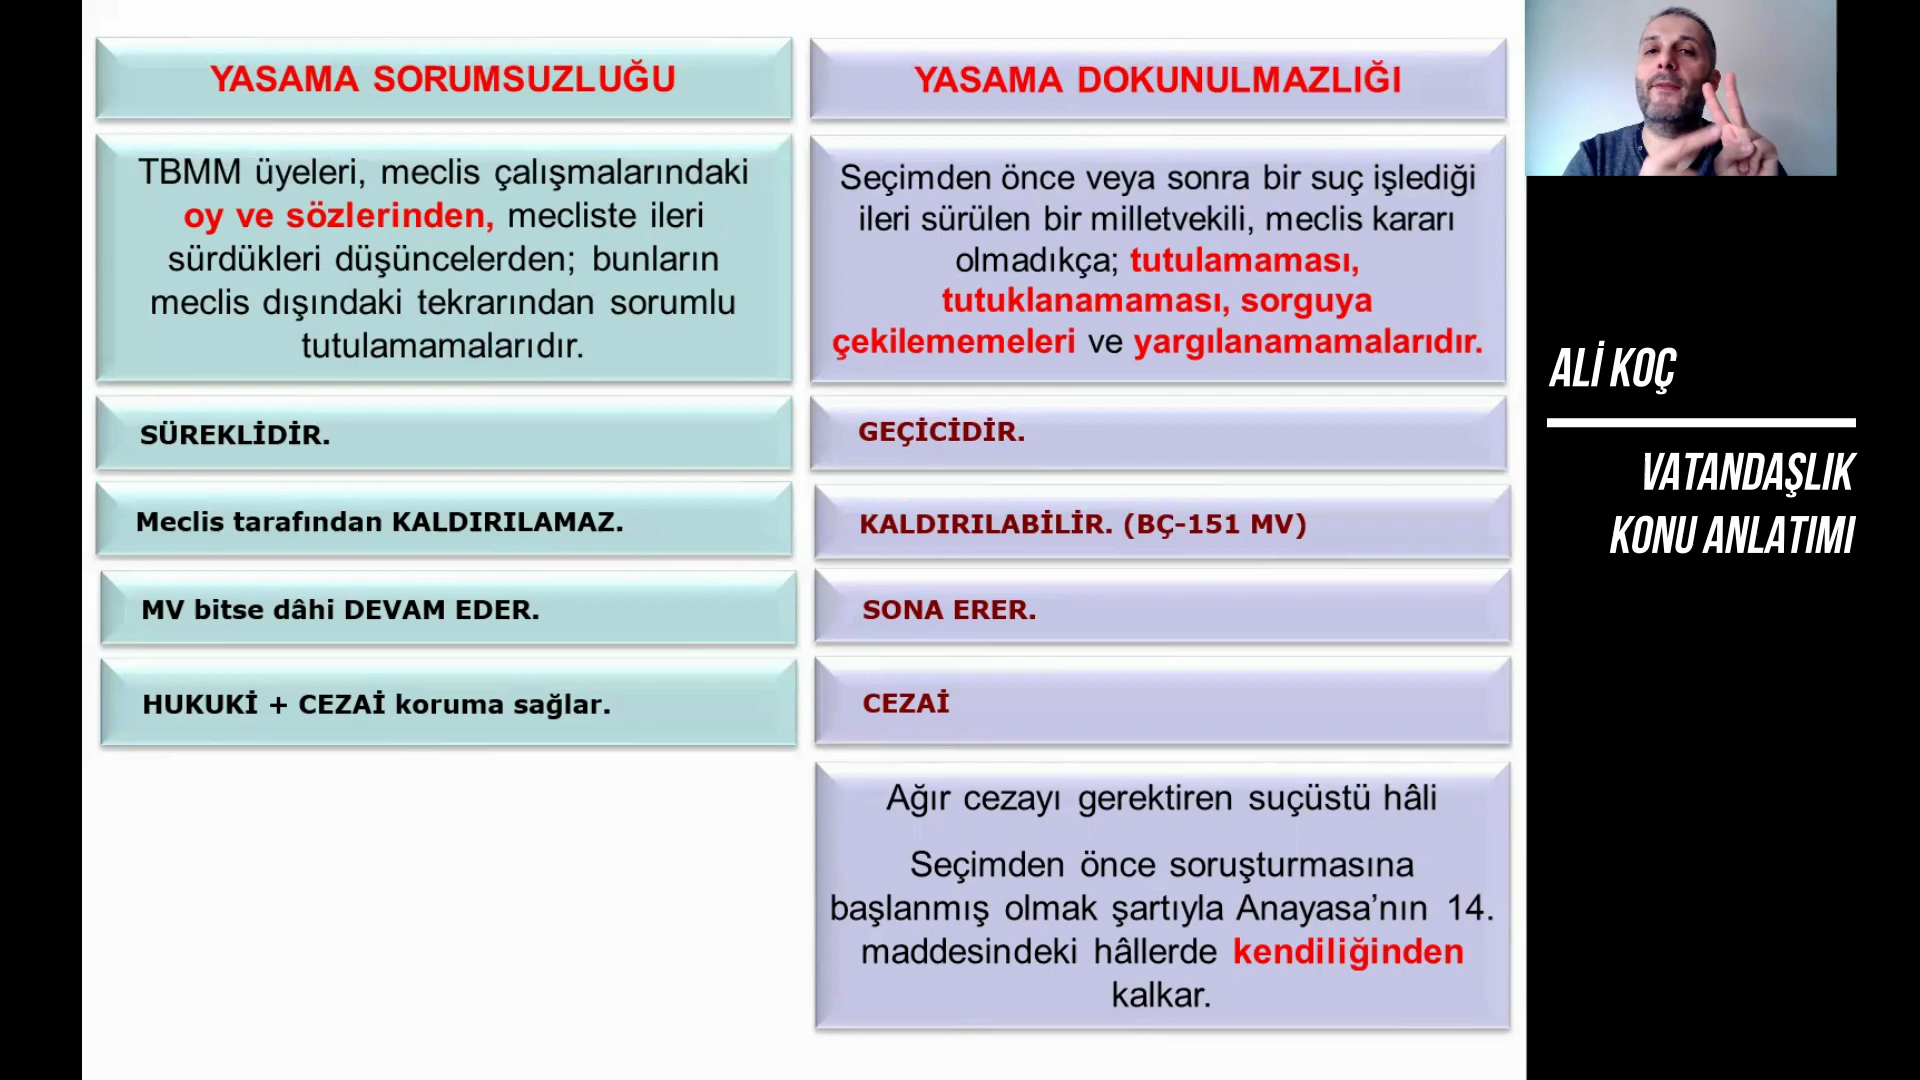 YASAMA SORUMSUZLUĞU
TBMM üyeleri, meclis çalışmalarındaki
oy ve sözlerinden, mecliste ileri
sürdükleri düşüncelerden; bunların
meclis dışındaki tekrarından sorumlu
tutulamamalarıdır.
SÜREKLİDİR.
Meclis tarafından KALDIRILAMAZ.
MV bitse dâhi DEVAM EDER.
HUKUKİ + CEZAİ koruma sağlar.
YASAMA DOKUNULMAZLIĞI
Seçimden önce veya sonra bir suç işlediği
ileri sürülen bir milletvekili, meclis kararı
olmadıkça; tutulamaması,
tutuklanamaması, sorguya
çekilememeleri ve yargılanamamalarıdır.
GEÇİCİDİR.
KALDIRILABİLİR. (BÇ-151 MV)
SONA ERER.
CEZAİ
Ağır cezayı gerektiren suçüstü hâli
Seçimden önce soruşturmasına
başlanmış olmak şartıyla Anayasa’nın 14.
maddesindeki hâllerde kendiliğinden
kalkar.
ALİ KOÇ
VATANDAŞLIK
KONU ANLATIMI